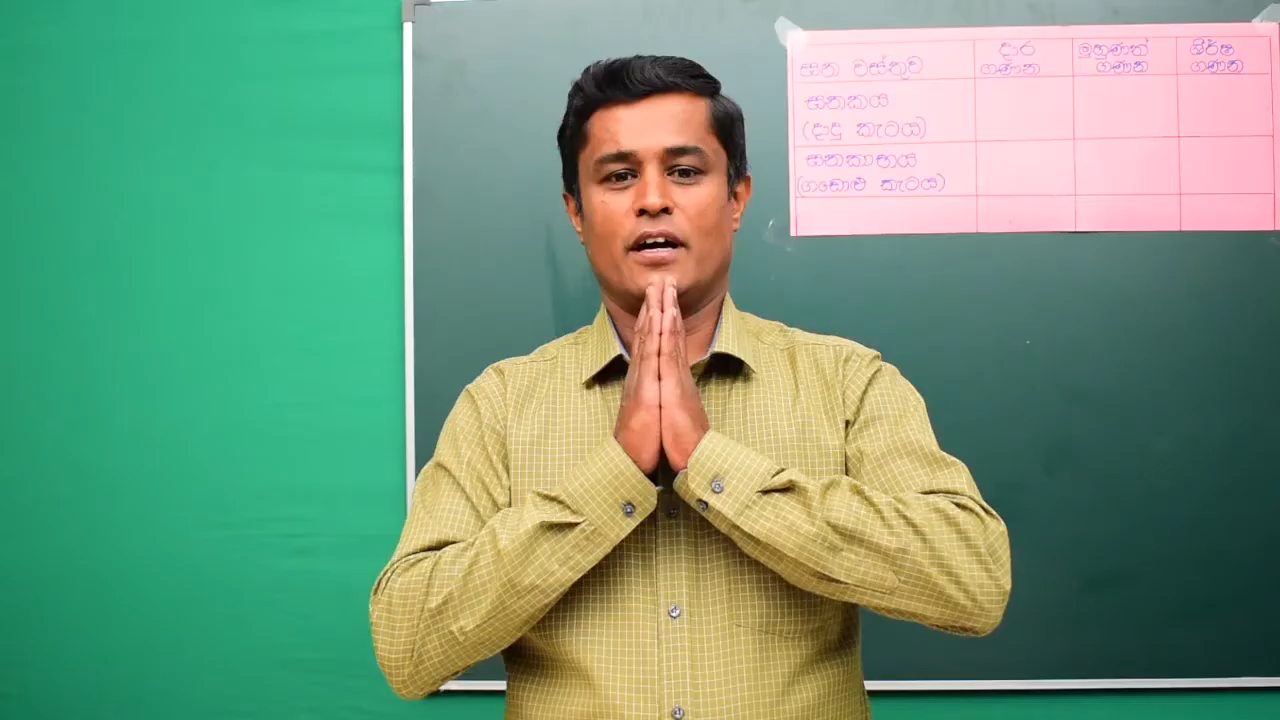 ඝන වස්තුව දාර ගණන මුහුණත් ගණන ශීර්ෂ ගණන
ඝනකය
(දාදු කැටය)
ඝනකාභය
(ගඩොළු කැටය)